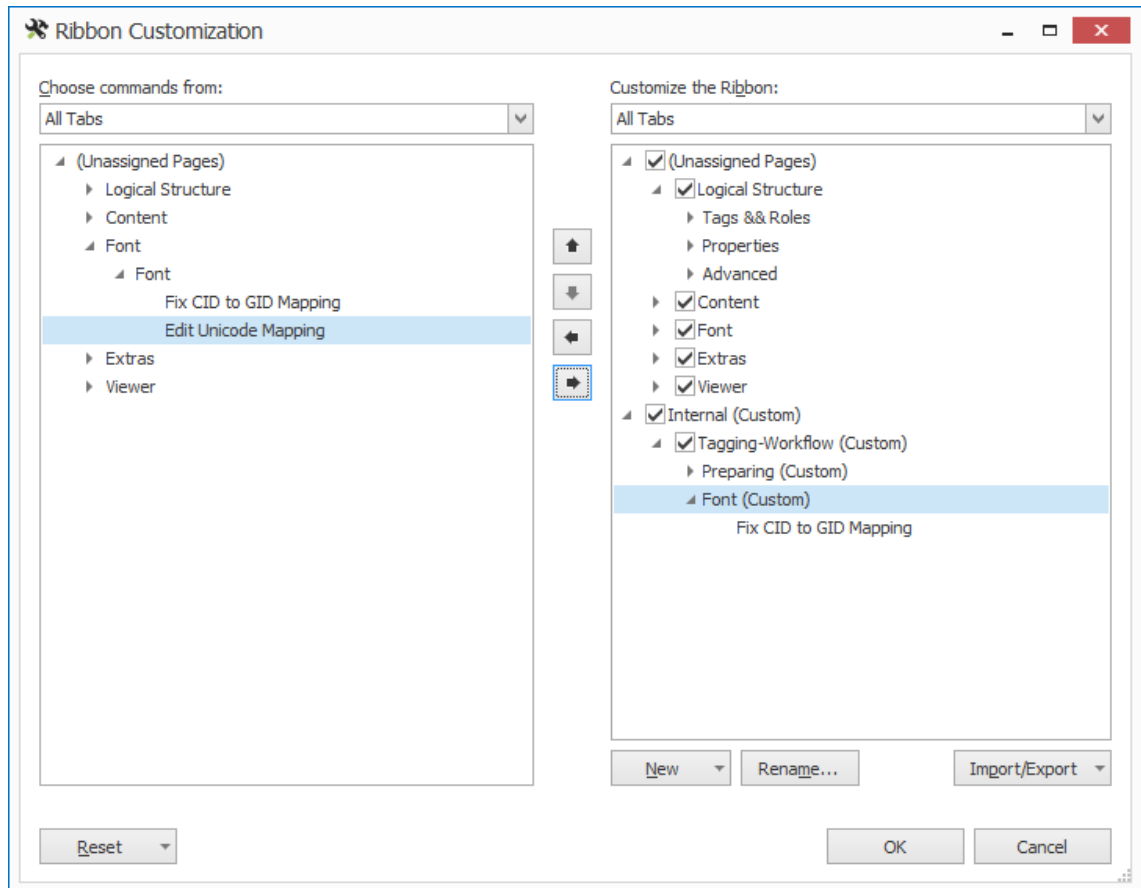 Ribbon Customization
Choose commands from:
All Tabs
(Unassigned Pages)
Logical Structure
Content
Font
Font
Fix CID to GID Mapping
Edit Unicode Mapping
Extras
Viewer
Customize the Ribbon:
All Tabs
(Unassigned Pages)
Logical Structure
Tags && Roles
Properties
Advanced
Content
Font
Extras
Viewer
Internal (Custom)
Tagging-Workflow (Custom)
Preparing (Custom)
Font (Custom)
Fix CID to GID Mapping
New
Rename...
Import/Export
Reset
OK
Cancel